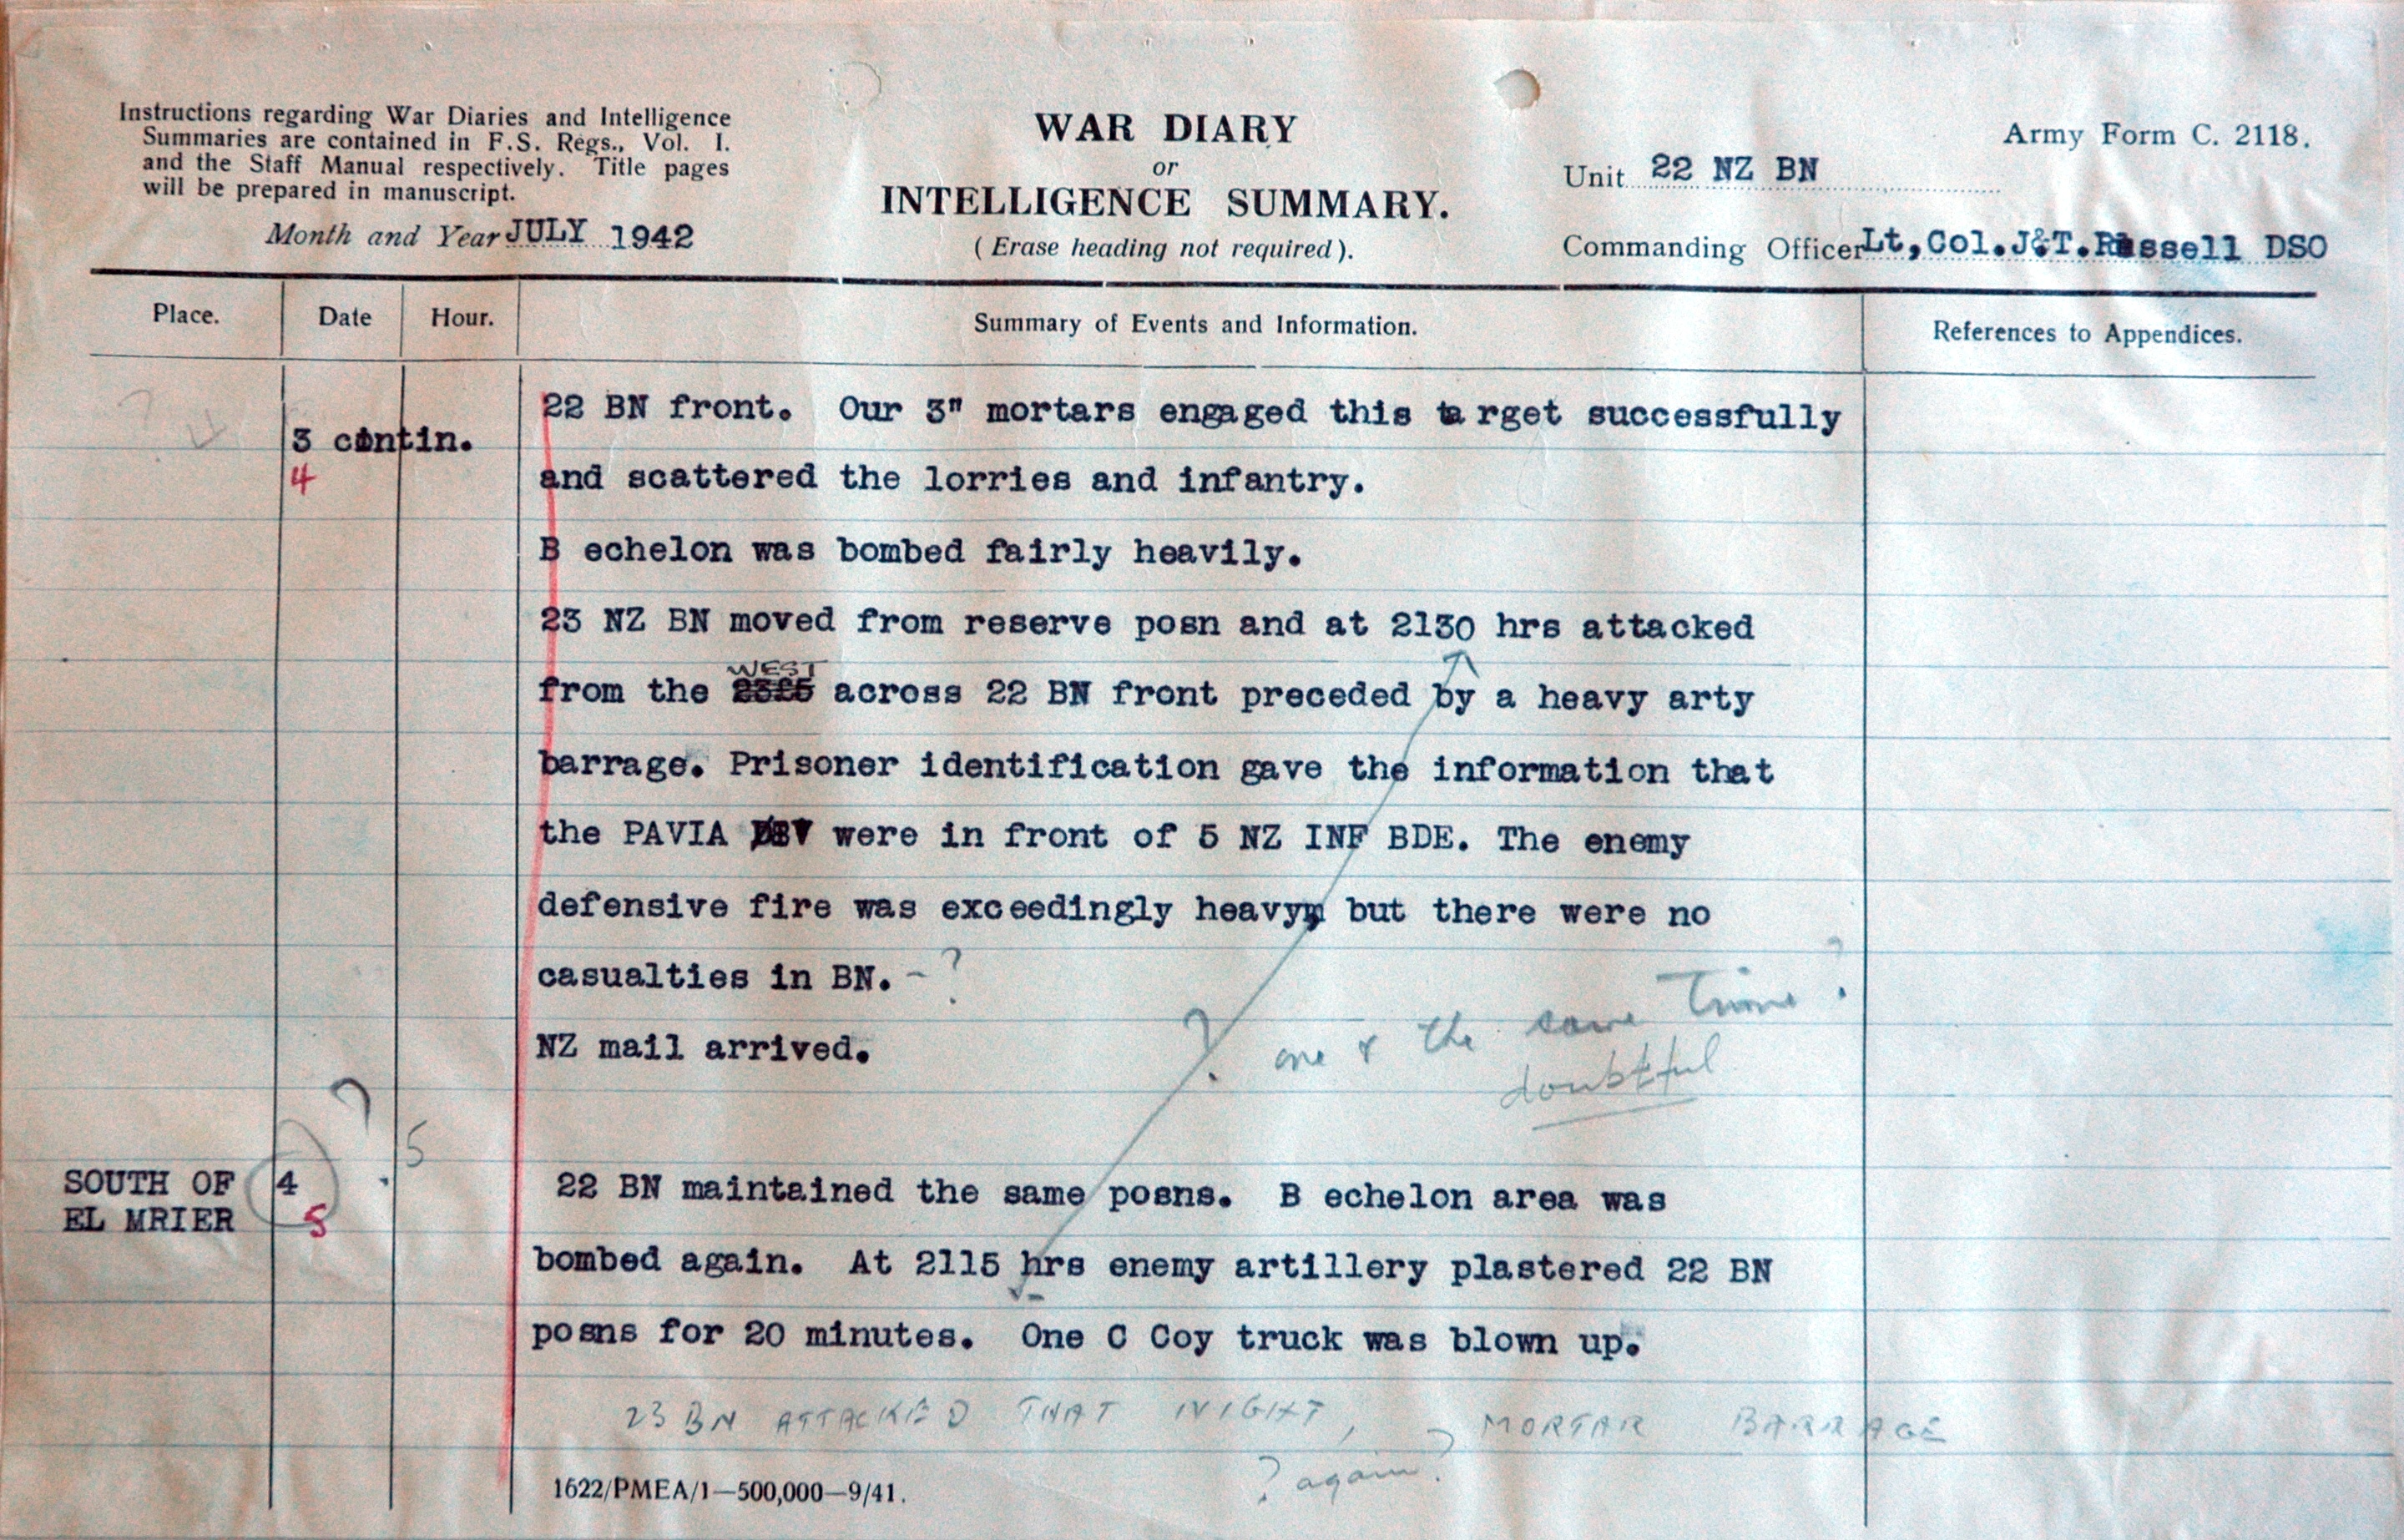 Instructions regarding War Diaries and Intelligence
Summaries are contained in F.S. Regs., Vol. I.
and the Staff Manual respectively. Title pages
will be prepared in manuscript.
Month and Year JULY 1942
WAR DIARY
or
INTELLIGENCE SUMMARY.
(Erase heading not required).
Army Form C. 2118.
Unit 22 NZ BN
Commanding Officer Lt,Col.J&T.Russell DSO
Place. Date Hour. Summary of Events and Information. References to Appendices.
3 contin.
4
22 BN front. Our 3" mortars engaged this ta rget successfully
and scattered the lorries and infantry.
B echelon was bombed fairly heavily.
23 NZ BN moved from reserve posn and at 2130 hrs attacked
WEST
from the across 22 BN front preceded by a heavy arty
barrage. Prisoner identification gave the information that
the PAVIA were in front of 5 NZ INF BDE. The enemy
defensive fire was exceedingly heavy, but there were no
casualties in BN. - ?
NZ mail arrived.
? one & the same time ?
doubtful
? 5
SOUTH OF 4
EL MRIER 5
22 BN maintained the same posns. B echelon area was
bombed again. At 2115 hrs enemy artillery plastered 22 BN
posns for 20 minutes. One C Coy truck was blown up.
23 BN ATTACKED THAT NIGHT, ? MORTAR BARRAGE
? again ?
1622/PMEA/1—500,000—9/41.